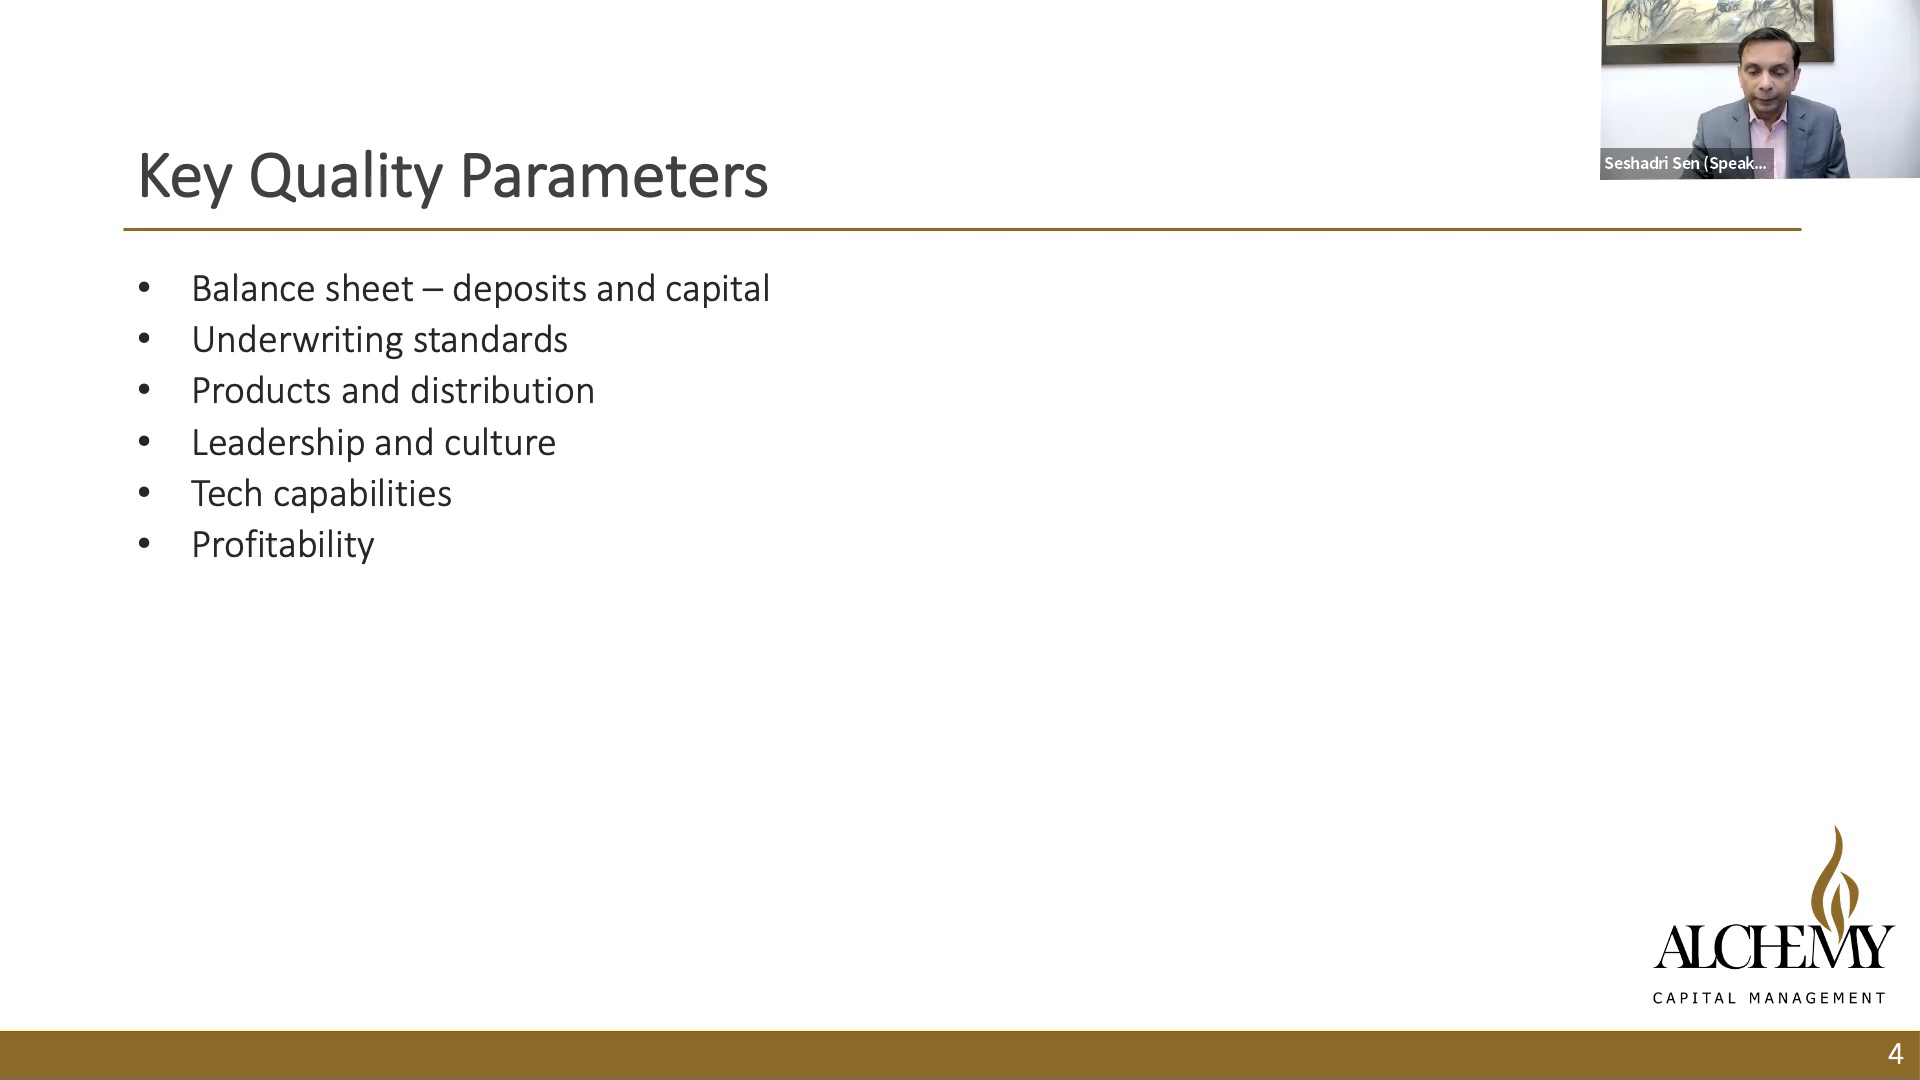 Seshadri Sen (Speak...
Key Quality Parameters
• Balance sheet – deposits and capital
• Underwriting standards
• Products and distribution
• Leadership and culture
• Tech capabilities
• Profitability
ALCHEMY
CAPITAL MANAGEMENT
4